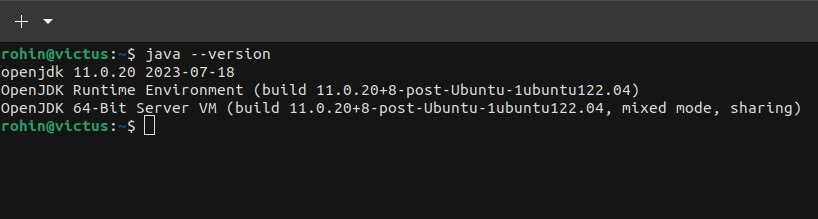 rohin@victus:~$ java --version
openjdk 11.0.20 2023-07-18
OpenJDK Runtime Environment (build 11.0.20+8-post-Ubuntu-1ubuntu122.04)
OpenJDK 64-Bit Server VM (build 11.0.20+8-post-Ubuntu-1ubuntu122.04, mixed mode, sharing)
rohin@victus:~$